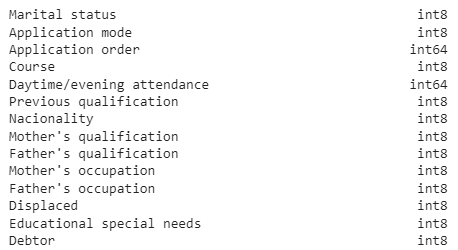 Marital status int8
Application mode int8
Application order int64
Course int8
Daytime/evening attendance int64
Previous qualification int8
Nacionality int8
Mother's qualification int8
Father's qualification int8
Mother's occupation int8
Father's occupation int8
Displaced int8
Educational special needs int8
Debtor int8